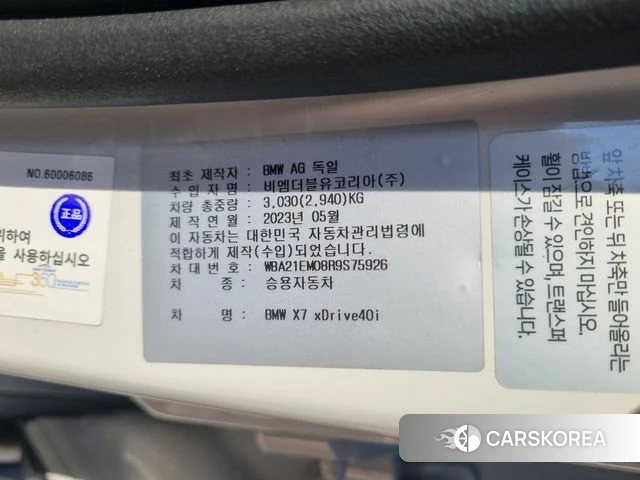 NO.60006086
正品
위하여
을 사용하십시오
350
최초 제작자 : BMW AG 독일
수 입 자 명 : 비엠더블유코리아(주)
차량 총중량 : 3,030(2,940)KG
제 작 연 월 : 2023년 05월
이 자동차는 대한민국 자동차관리법령에
적합하게 제작(수입)되었습니다.
차 대 번 호 : WBA21EM08R9S75926
차 종 : 승용자동차
차 명 : BMW X7 xDrive40i
앞 차축 또는 뒤 차축만 들어올리는
방법으로 견인하지 마십시오.
휠이 잠길 수 있으며, 트랜스퍼
케이스가 손상될 수 있습니다.
CARSKOREA